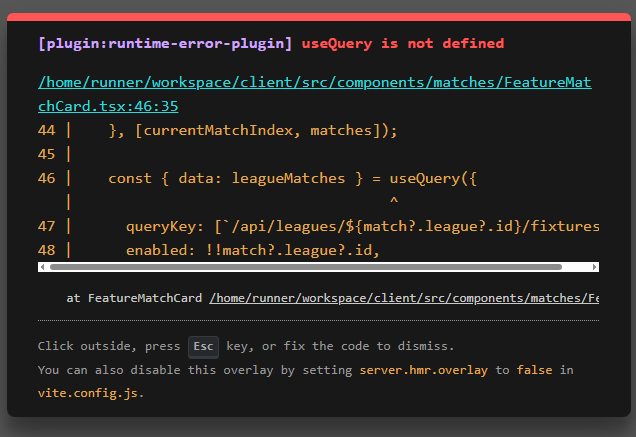 [plugin:runtime-error-plugin] useQuery is not defined
/home/runner/workspace/client/src/components/matches/FeatureMat
chCard.tsx:46:35
44 |    }, [currentMatchIndex, matches]);
45 |
46 |    const { data: leagueMatches } = useQuery({
   |                                    ^
47 |      queryKey: [`/api/leagues/${match?.league?.id}/fixtures
48 |      enabled: !!match?.league?.id,
at FeatureMatchCard /home/runner/workspace/client/src/components/matches/Fe
Click outside, press Esc key, or fix the code to dismiss.
You can also disable this overlay by setting server.hmr.overlay to false in
vite.config.js.